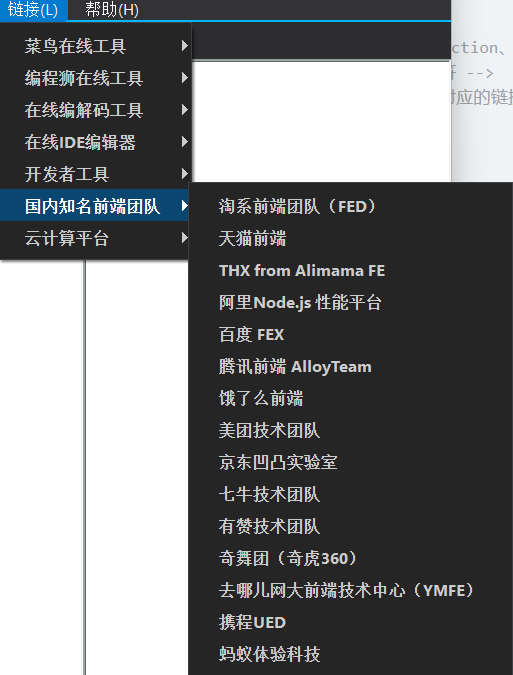 链接(L) 帮助(H)
ction、
符 -->
对应的链接
菜鸟在线工具
编程狮在线工具
在线编解码工具
在线IDE编辑器
开发者工具
国内知名前端团队
云计算平台
淘系前端团队（FED）
天猫前端
THX from Alimama FE
阿里Node.js 性能平台
百度 FEX
腾讯前端 AlloyTeam
饿了么前端
美团技术团队
京东凹凸实验室
七牛技术团队
有赞技术团队
奇舞团（奇虎360）
去哪儿网大前端技术中心（YMFE）
携程UED
蚂蚁体验科技